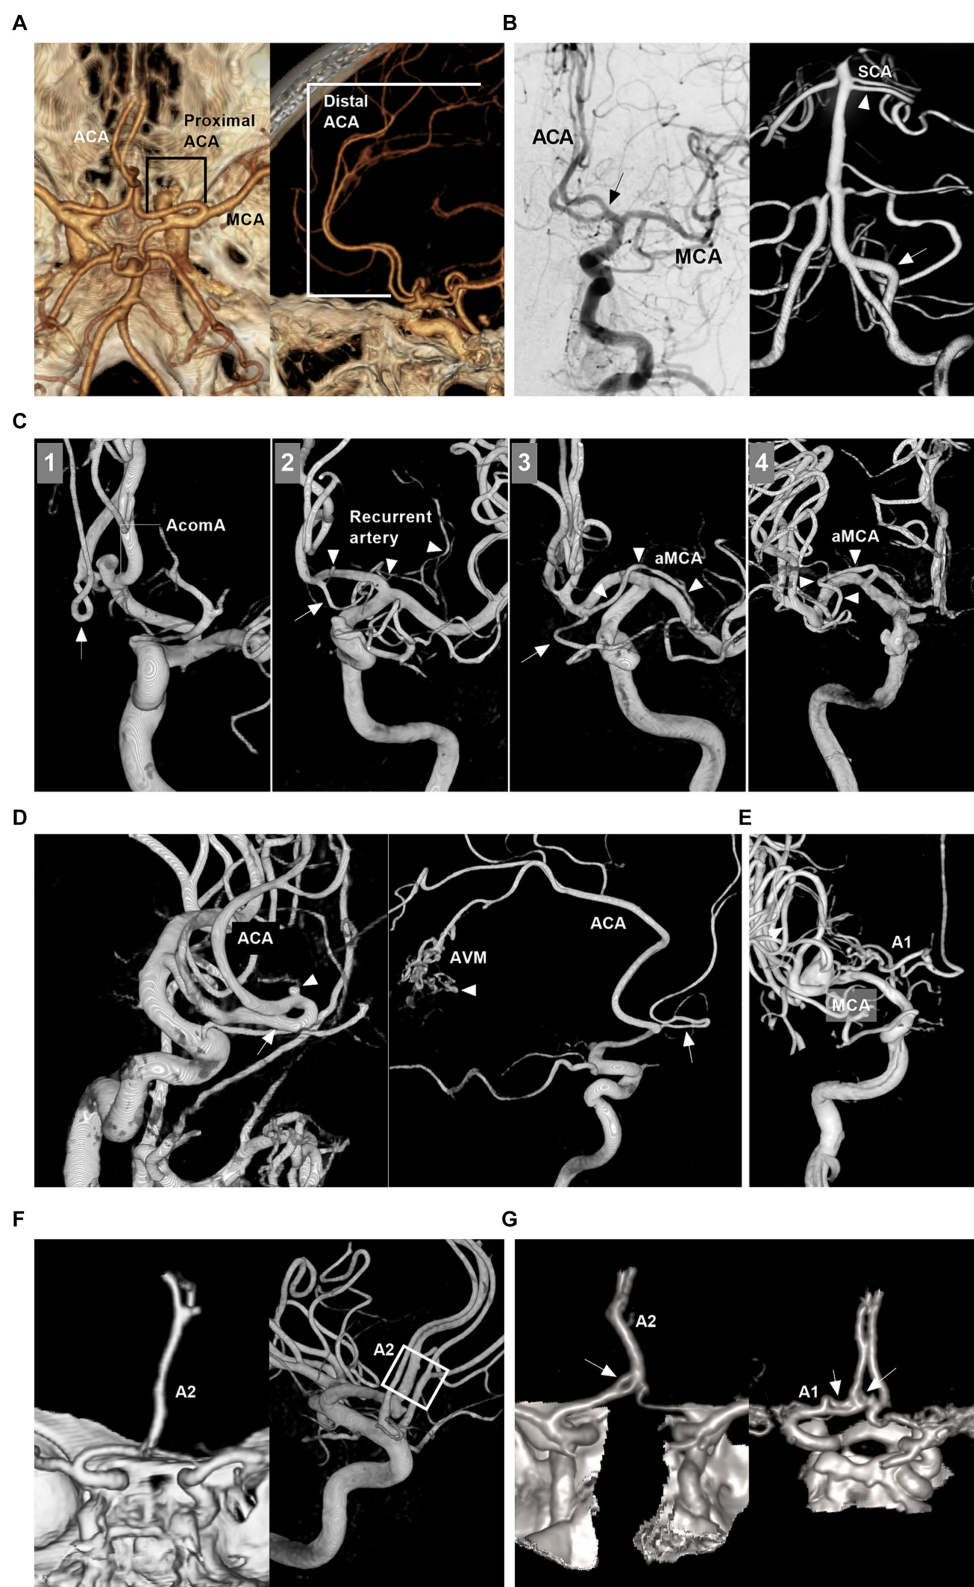 A
B
ACA
Proximal
ACA
MCA
Distal
ACA
ACA
MCA
SCA
C
1
2
3
4
AcomA
Recurrent
artery
aMCA
aMCA
D
E
ACA
AVM
ACA
A1
MCA
F
G
A2
A2
A2
A1